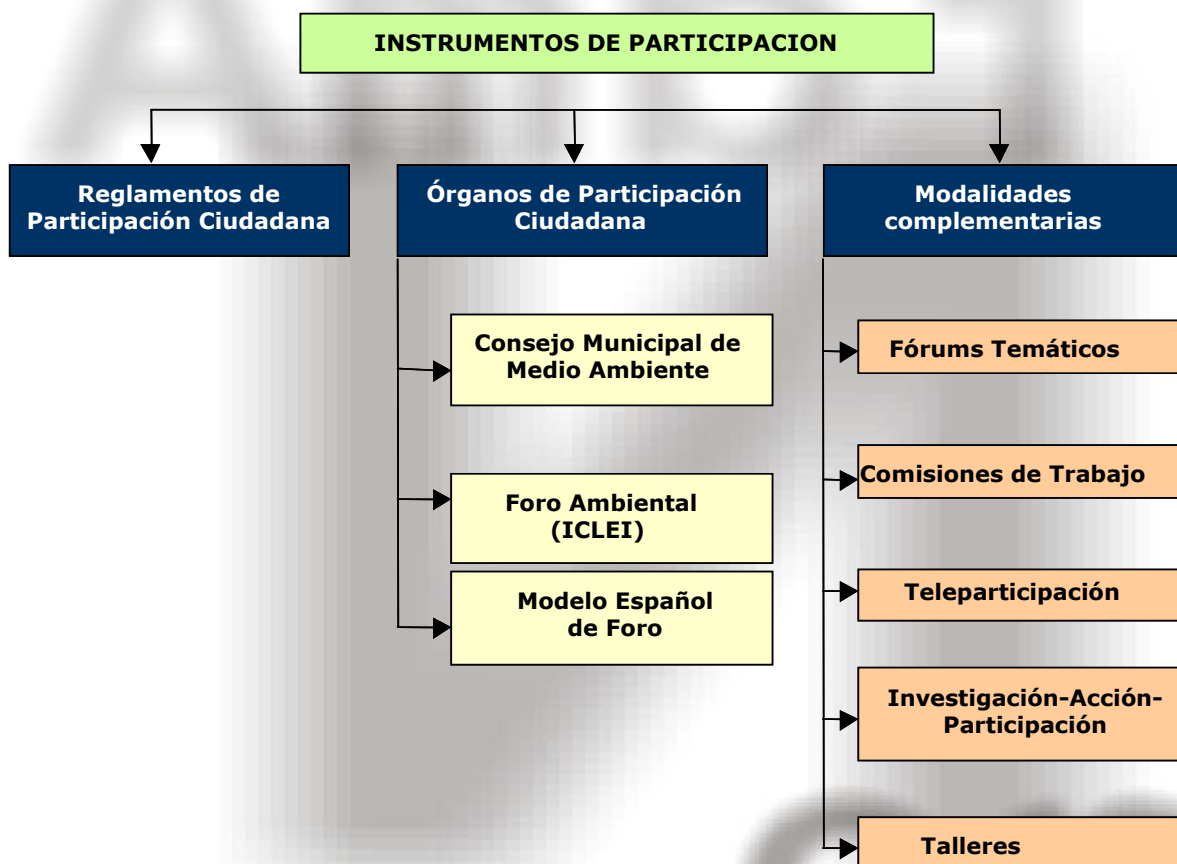 INSTRUMENTOS DE PARTICIPACION
Reglamentos de
Participación Ciudadana
Órganos de Participación
Ciudadana
Modalidades
complementarias
Consejo Municipal de
Medio Ambiente
Foro Ambiental
(ICLEI)
Modelo Español
de Foro
Fórums Temáticos
Comisiones de Trabajo
Teleparticipación
Investigación-Acción-
Participación
Talleres